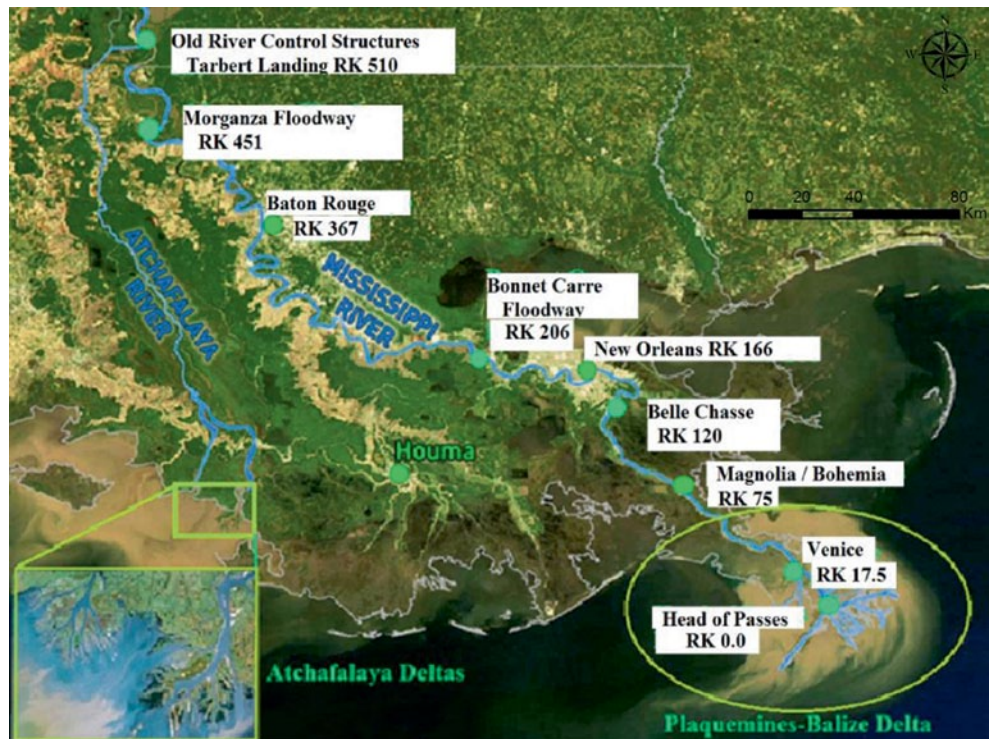 Old River Control Structures
Tarbert Landing RK 510
N
W E
S
Morganza Floodway
RK 451
0 20 40 80
Km
Baton Rouge
RK 367
ATCHAFALAYA
RIVER
MISSISSIPPI
RIVER
Bonnet Carre
Floodway
RK 206
New Orleans RK 166
Belle Chasse
RK 120
Houma
Magnolia / Bohemia
RK 75
Venice
RK 17.5
Head of Passes
RK 0.0
Atchafalaya Deltas
Plaquemines-Balize Delta